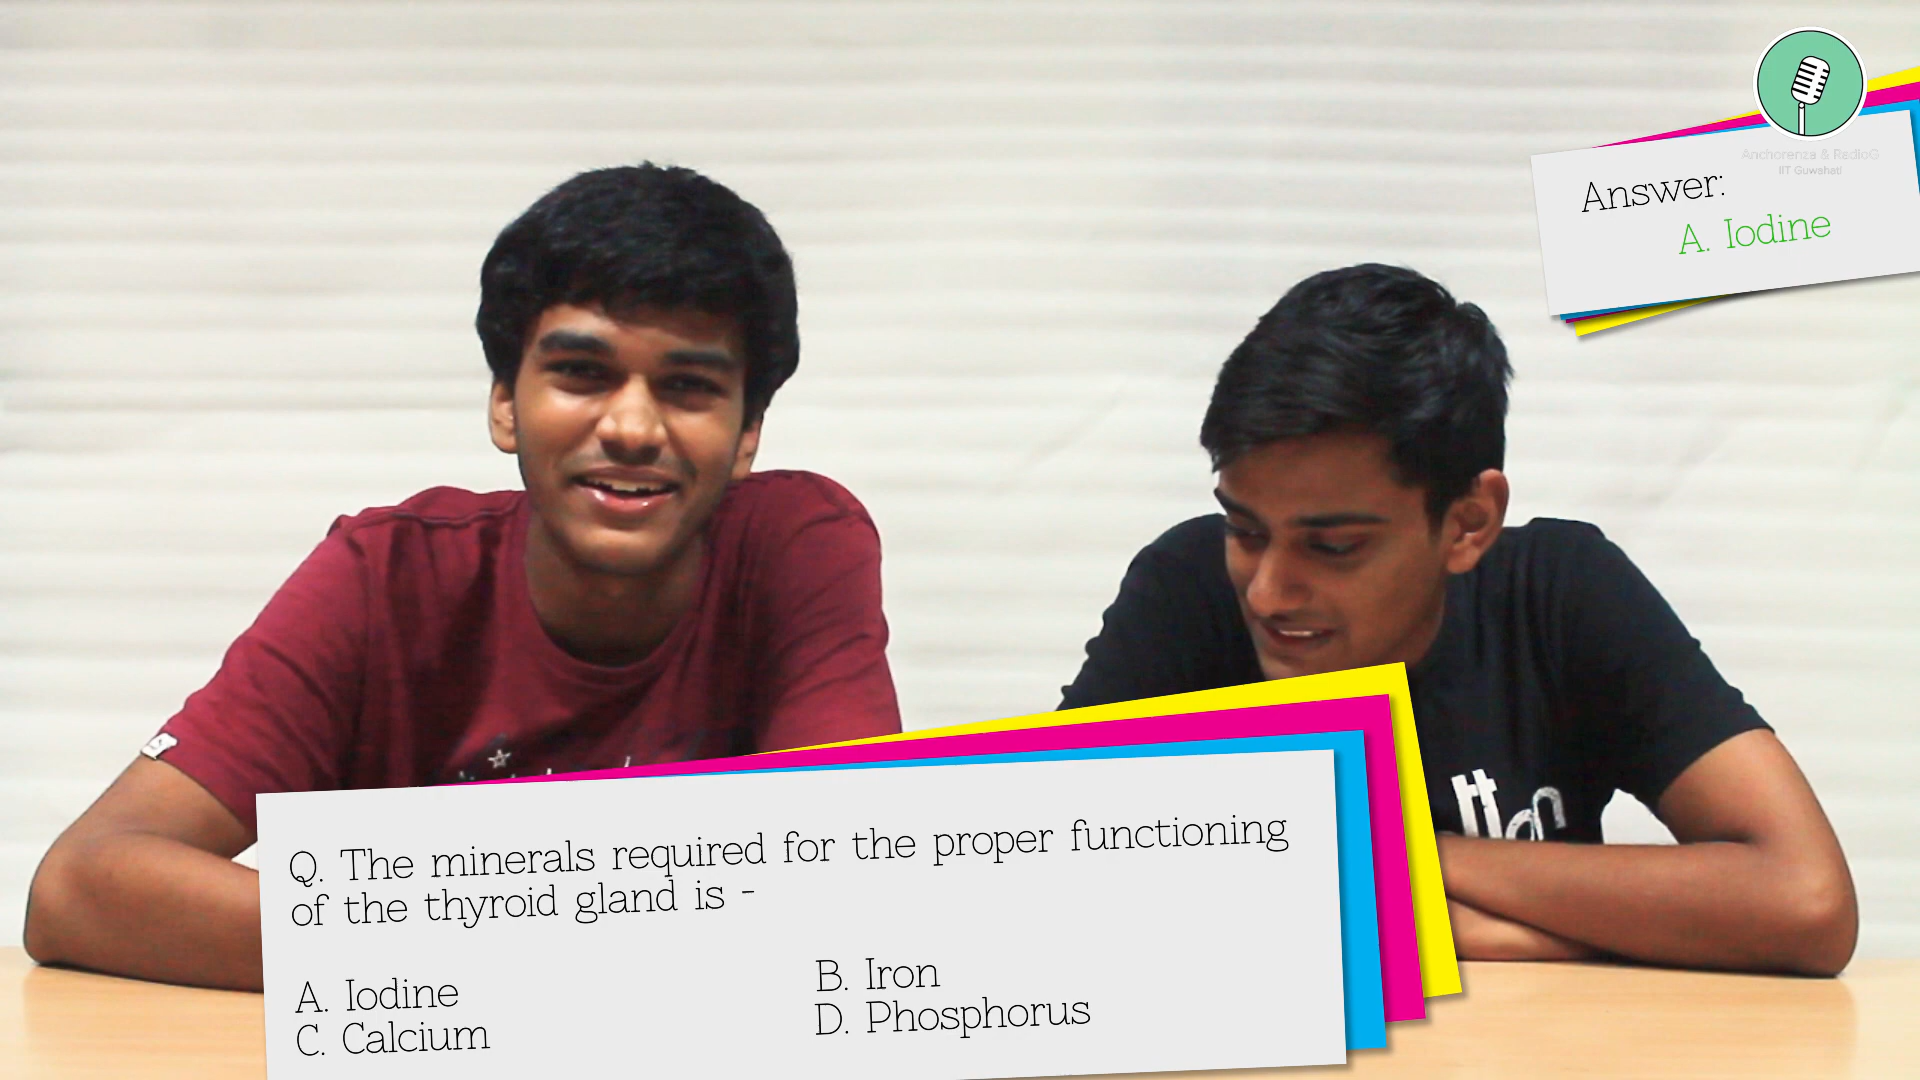 Anchorenza & RadioG
IIT Guwahati
Answer:
A. Iodine
Q. The minerals required for the proper functioning
of the thyroid gland is -
A. Iodine
B. Iron
C. Calcium
D. Phosphorus